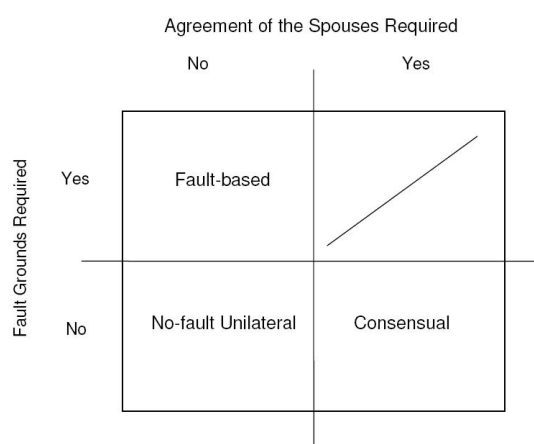 Agreement of the Spouses Required
No Yes
Fault Grounds Required
Yes Fault-based
No No-fault Unilateral Consensual